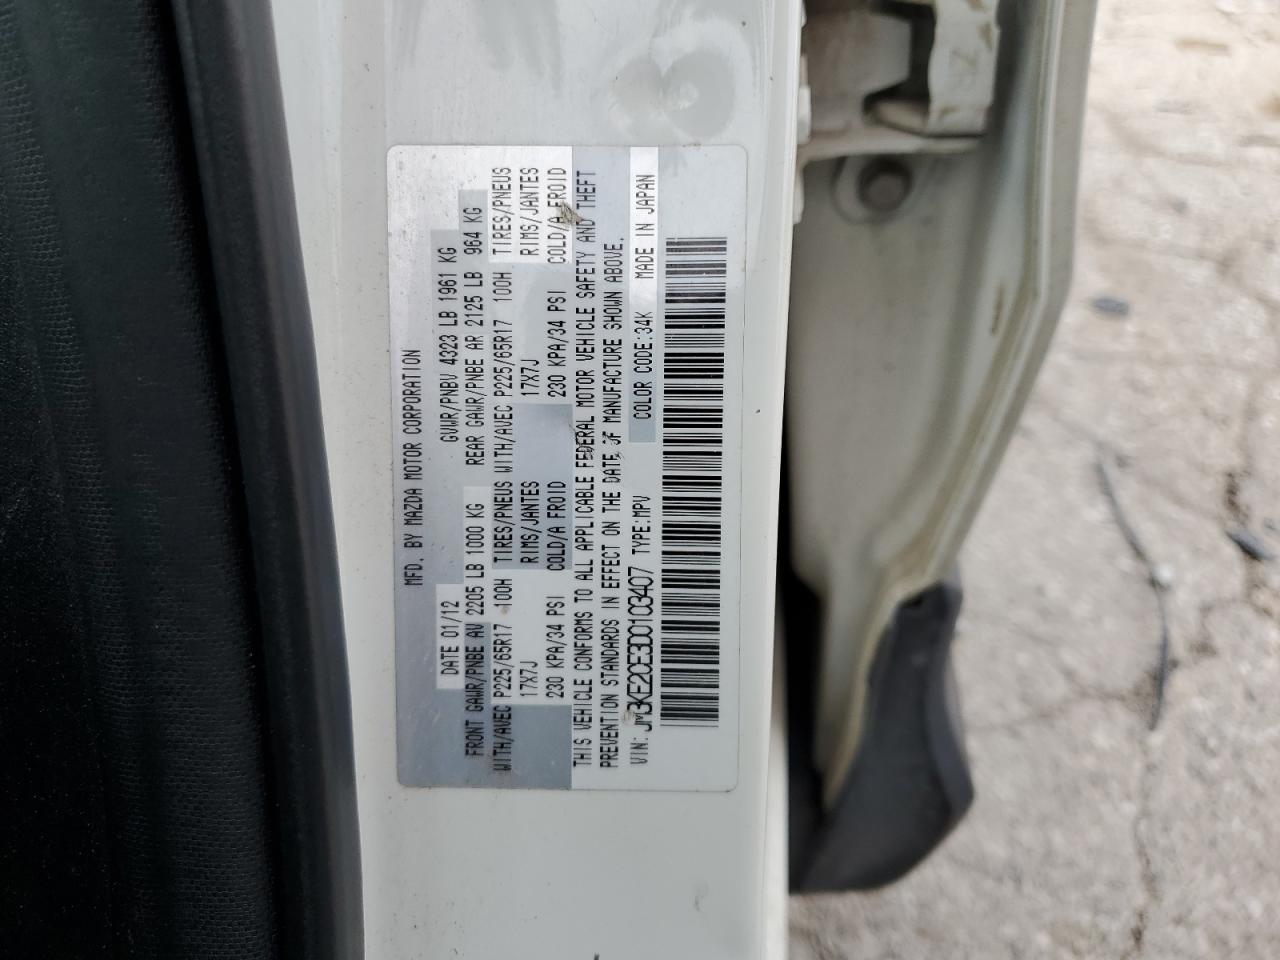 MFD. BY MAZDA MOTOR CORPORATION
DATE 01/12 GVWR/PNBV 4323 LB 1961 KG
FRONT GAWR/PNBE AV 2205 LB 1000 KG REAR GAWR/PNBE AR 2125 LB 964 KG
WITH/AVEC P225/65R17 100H TIRES/PNEUS WITH/AVEC P225/65R17 100H TIRES/PNEUS
17X7J RIMS/JANTES 17X7J RIMS/JANTES
230 KPA/34 PSI COLD/A FROID 230 KPA/34 PSI COLD/A FROID
THIS VEHICLE CONFORMS TO ALL APPLICABLE FEDERAL MOTOR VEHICLE SAFETY AND THEFT
PREVENTION STANDARDS IN EFFECT ON THE DATE OF MANUFACTURE SHOWN ABOVE.
VIN: JM3KE2CE3D0103407 TYPE:MPV COLOR CODE:34K MADE IN JAPAN